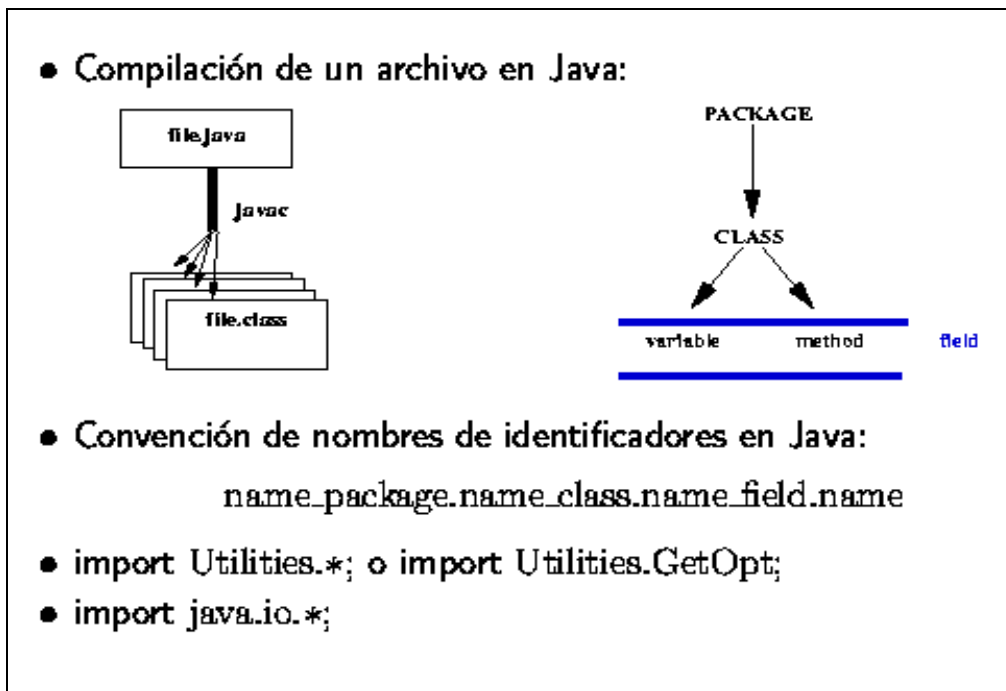 • Compilación de un archivo en Java:
file.java
javac
file.class
PACKAGE
CLASS
variable method field
• Convención de nombres de identificadores en Java:
name_package.name_class.name_field.name
• import Utilities.*; o import Utilities.GetOpt;
• import java.io.*;